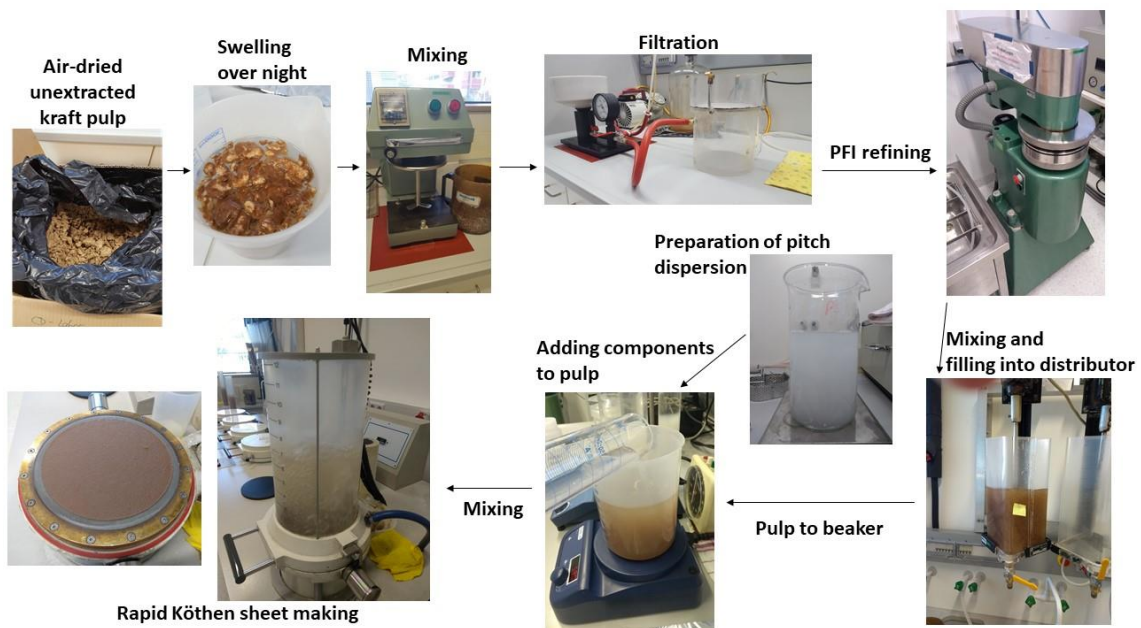 Air-dried
unextracted
kraft pulp
Swelling
over night
Mixing
Filtration
PFI refining
Preparation of pitch
dispersion
Mixing and
filling into distributor
Adding components
to pulp
Pulp to beaker
Mixing
Rapid Köthen sheet making